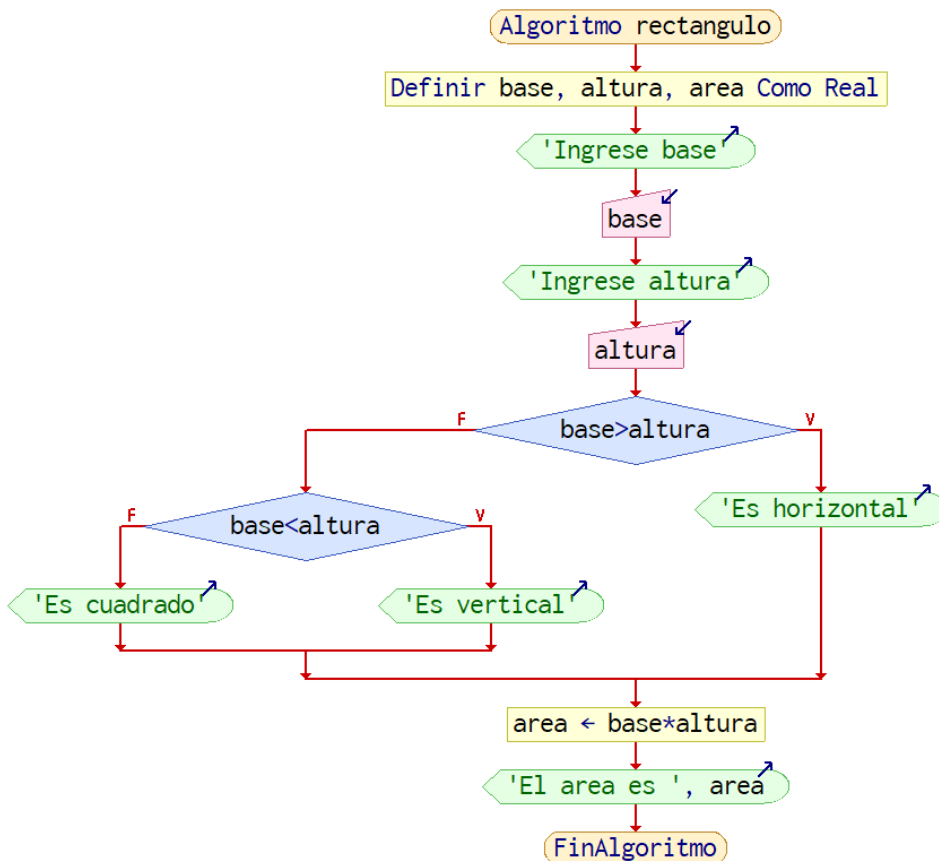 Algoritmo rectangulo
Definir base, altura, area Como Real
'Ingrese base'
base
'Ingrese altura'
altura
F
base>altura
V
F
base<altura
V
'Es horizontal'
'Es cuadrado'
'Es vertical'
area ← base*altura
'El area es ', area
FinAlgoritmo